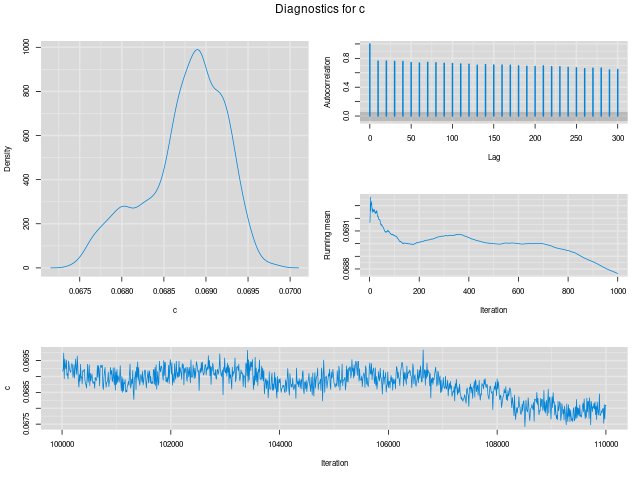 Diagnostics for c
Density
0 200 400 600 800 1000
0.0675 0.0680 0.0685 0.0690 0.0695 0.0700
c
Autocorrelation
0.0 0.4 0.8
0 50 100 150 200 250 300
Lag
Running mean
0.0688 0.0691
0 200 400 600 800 1000
Iteration
c
0.0675 0.0685 0.0695
100000 102000 104000 106000 108000 110000
Iteration